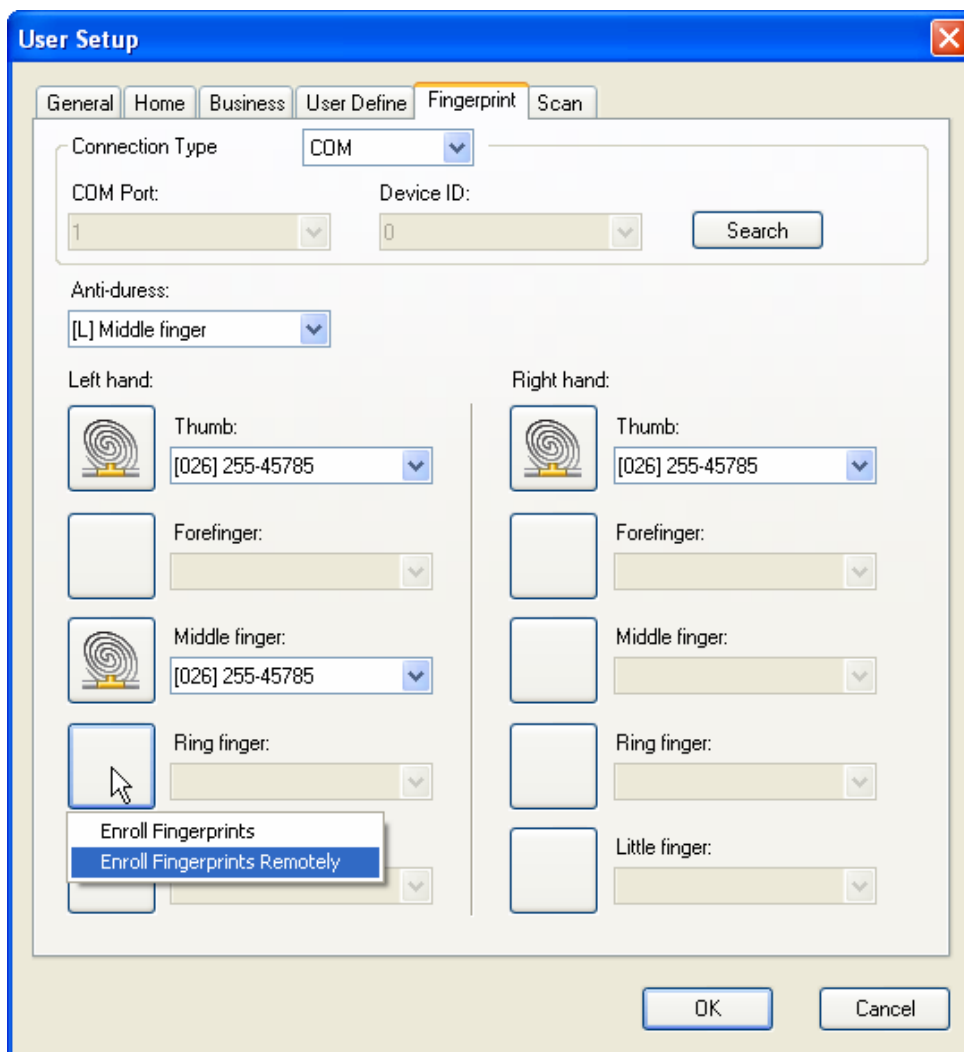 User Setup
General Home Business User Define Fingerprint Scan
Connection Type COM
COM Port: Device ID:
1 0 Search
Anti-duress:
[L] Middle finger
Left hand: Right hand:
Thumb: Thumb:
[026] 255-45785 [026] 255-45785
Forefinger: Forefinger:
Middle finger: Middle finger:
[026] 255-45785
Ring finger: Ring finger:
Enroll Fingerprints
Little finger:
Enroll Fingerprints Remotely
OK Cancel